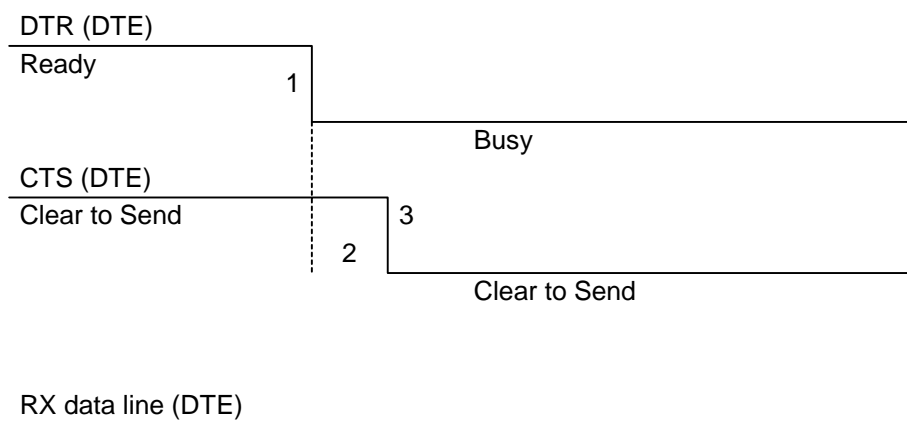 DTR (DTE)
Ready
1
Busy
CTS (DTE)
Clear to Send
3
2
Clear to Send
RX data line (DTE)